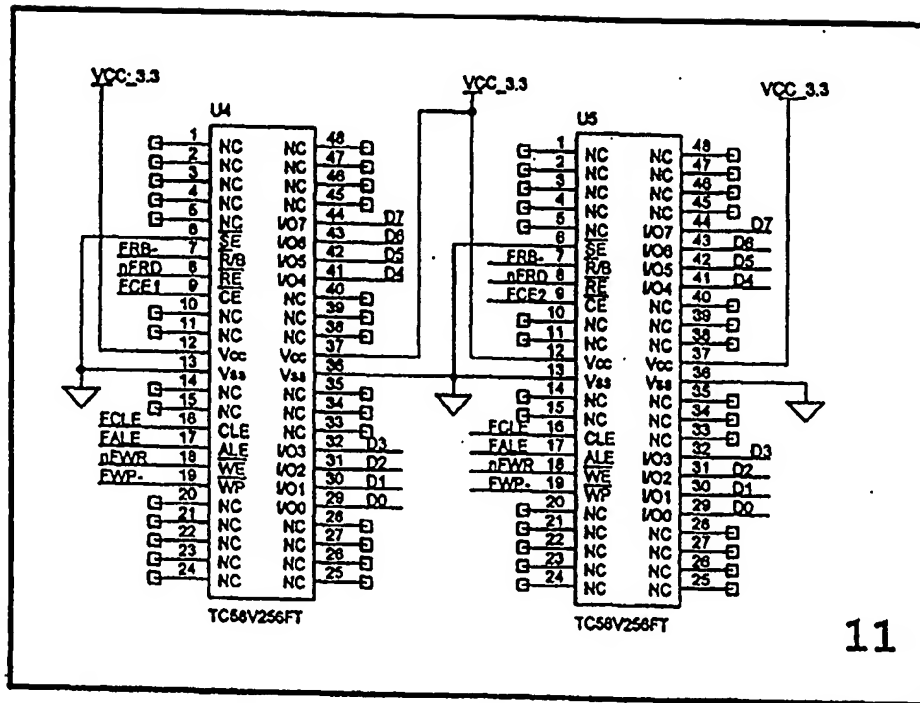 VCC_3.3
VCC_3.3
VCC_3.3
U4
1 NC NC 48
2 NC NC 47
3 NC NC 46
4 NC NC 45
5 NC I/O7 44 D7
6 SE I/O6 43 D6
FRB- 7 R/B I/O5 42 D5
nFRD 8 RE I/O4 41 D4
FCE1 9 CE NC 40
10 NC NC 39
11 NC NC 38
12 Vcc Vcc 37
13 Vss Vss 36
14 NC NC 35
15 NC NC 34
FCLE 16 CLE NC 33
FALE 17 ALE I/O3 32 D3
nFWR 18 WE I/O2 31 D2
FWP- 19 WP I/O1 30 D1
20 NC I/O0 29 D0
21 NC NC 28
22 NC NC 27
23 NC NC 26
24 NC NC 25
TC58V256FT
U5
1 NC NC 48
2 NC NC 47
3 NC NC 46
4 NC NC 45
5 NC I/O7 44 D7
6 SE I/O6 43 D6
FRB- 7 R/B I/O5 42 D5
nFRD 8 RE I/O4 41 D4
FCE2 9 CE NC 40
10 NC NC 39
11 NC NC 38
12 Vcc Vcc 37
13 Vss Vss 36
14 NC NC 35
15 NC NC 34
FCLE 16 CLE NC 33
FALE 17 ALE I/O3 32 D3
nFWR 18 WE I/O2 31 D2
FWP- 19 WP I/O1 30 D1
20 NC I/O0 29 D0
21 NC NC 28
22 NC NC 27
23 NC NC 26
24 NC NC 25
TC58V256FT
11